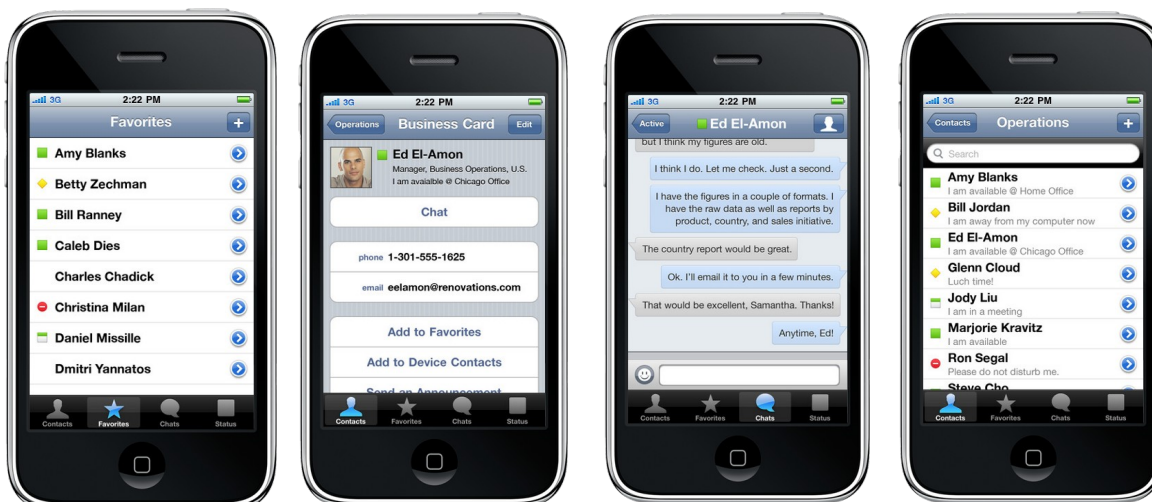 3G 2:22 PM
Favorites +
Amy Blanks
Betty Zechman
Bill Ranney
Caleb Dies
Charles Chadick
Christina Milan
Daniel Missille
Dmitri Yannatos
Contacts Favorites Chats Status
3G 2:22 PM
Operations Business Card Edit
Ed El-Amon
Manager, Business Operations, U.S.
I am avaialble @ Chicago Office
Chat
phone 1-301-555-1625
email eelamon@renovations.com
Add to Favorites
Add to Device Contacts
Send an Announcement
Contacts Favorites Chats Status
3G 2:22 PM
Active Ed El-Amon
but I think my figures are old.
I think I do. Let me check. Just a second.
I have the figures in a couple of formats. I
have the raw data as well as reports by
product, country, and sales initiative.
The country report would be great.
Ok. I'll email it to you in a few minutes.
That would be excellent, Samantha. Thanks!
Anytime, Ed!
Contacts Favorites Chats Status
3G 2:22 PM
Contacts Operations +
Search
Amy Blanks
I am available @ Home Office
Bill Jordan
I am away from my computer now
Ed El-Amon
I am available @ Chicago Office
Glenn Cloud
Luch time!
Jody Liu
I am in a meeting
Marjorie Kravitz
I am available
Ron Segal
Please do not disturb me.
Steve Cho
Contacts Favorites Chats Status